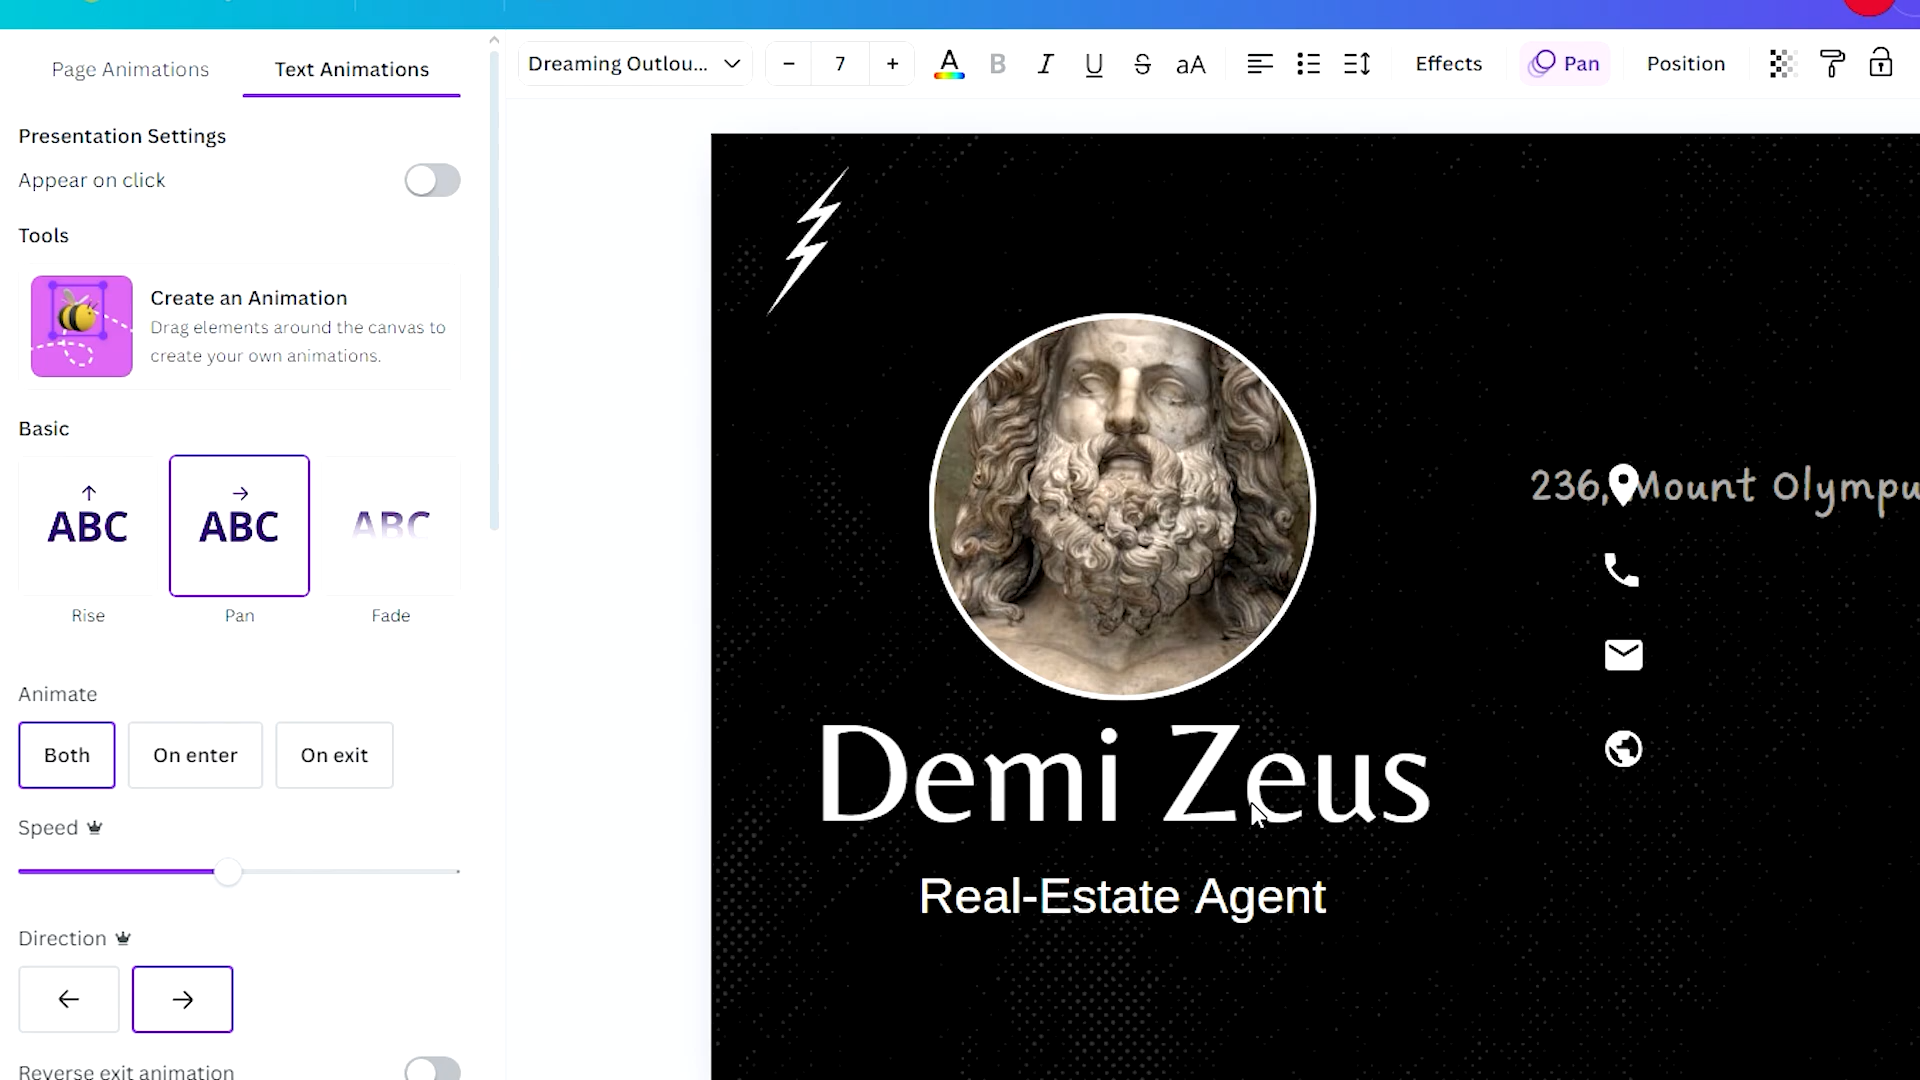 Page Animations
Text Animations
Dreaming Outlou...
− 7 +
A B I U S aA
Effects
Pan
Position
Presentation Settings
Appear on click
Tools
Create an Animation
Drag elements around the canvas to
create your own animations.
Basic
ABC
ABC
ABC
Rise
Pan
Fade
Animate
Both
On enter
On exit
Speed
Direction
Reverse exit animation
236, Mount Olympu
Demi Zeus
Real-Estate Agent